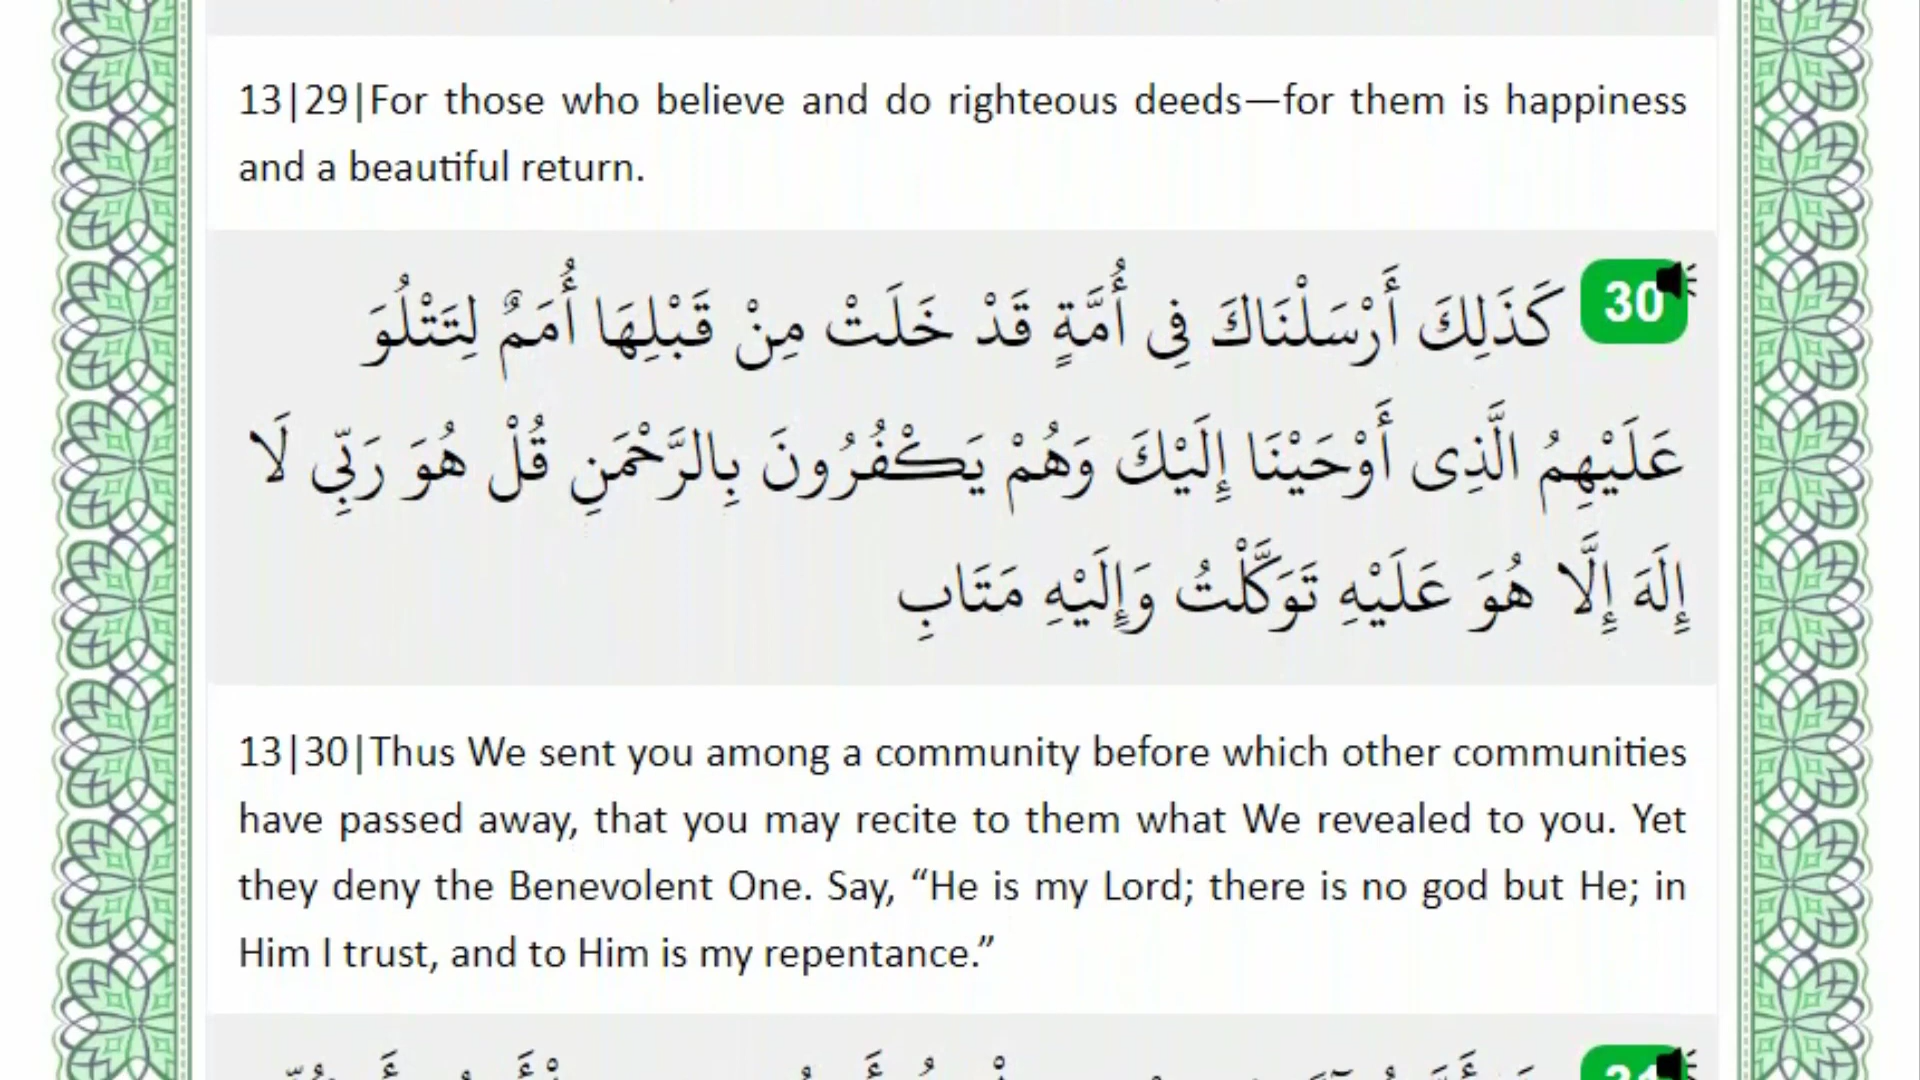 13|29|For those who believe and do righteous deeds—for them is happiness
and a beautiful return.
30 كَذَلِكَ أَرْسَلْنَاكَ فِى أُمَّةٍ قَدْ خَلَتْ مِنْ قَبْلِهَا أُمَمٌ لِتَتْلُوَ
عَلَيْهِمُ الَّذِى أَوْحَيْنَا إِلَيْكَ وَهُمْ يَكْفُرُونَ بِالرَّحْمَنِ قُلْ هُوَ رَبِّى لَا
إِلَهَ إِلَّا هُوَ عَلَيْهِ تَوَكَّلْتُ وَإِلَيْهِ مَتَابِ
13|30|Thus We sent you among a community before which other communities
have passed away, that you may recite to them what We revealed to you. Yet
they deny the Benevolent One. Say, “He is my Lord; there is no god but He; in
Him I trust, and to Him is my repentance.”